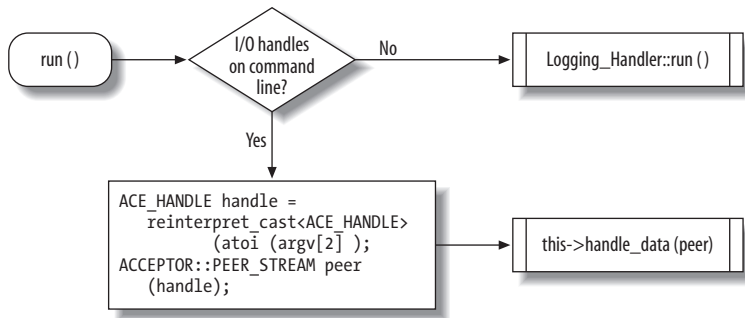 run ( )
I/O handles
on command
line?
No
Logging_Handler::run ( )
Yes
ACE_HANDLE handle =
reinterpret_cast<ACE_HANDLE>
(atoi (argv[2] );
ACCEPTOR::PEER_STREAM peer
(handle);
this->handle_data (peer)